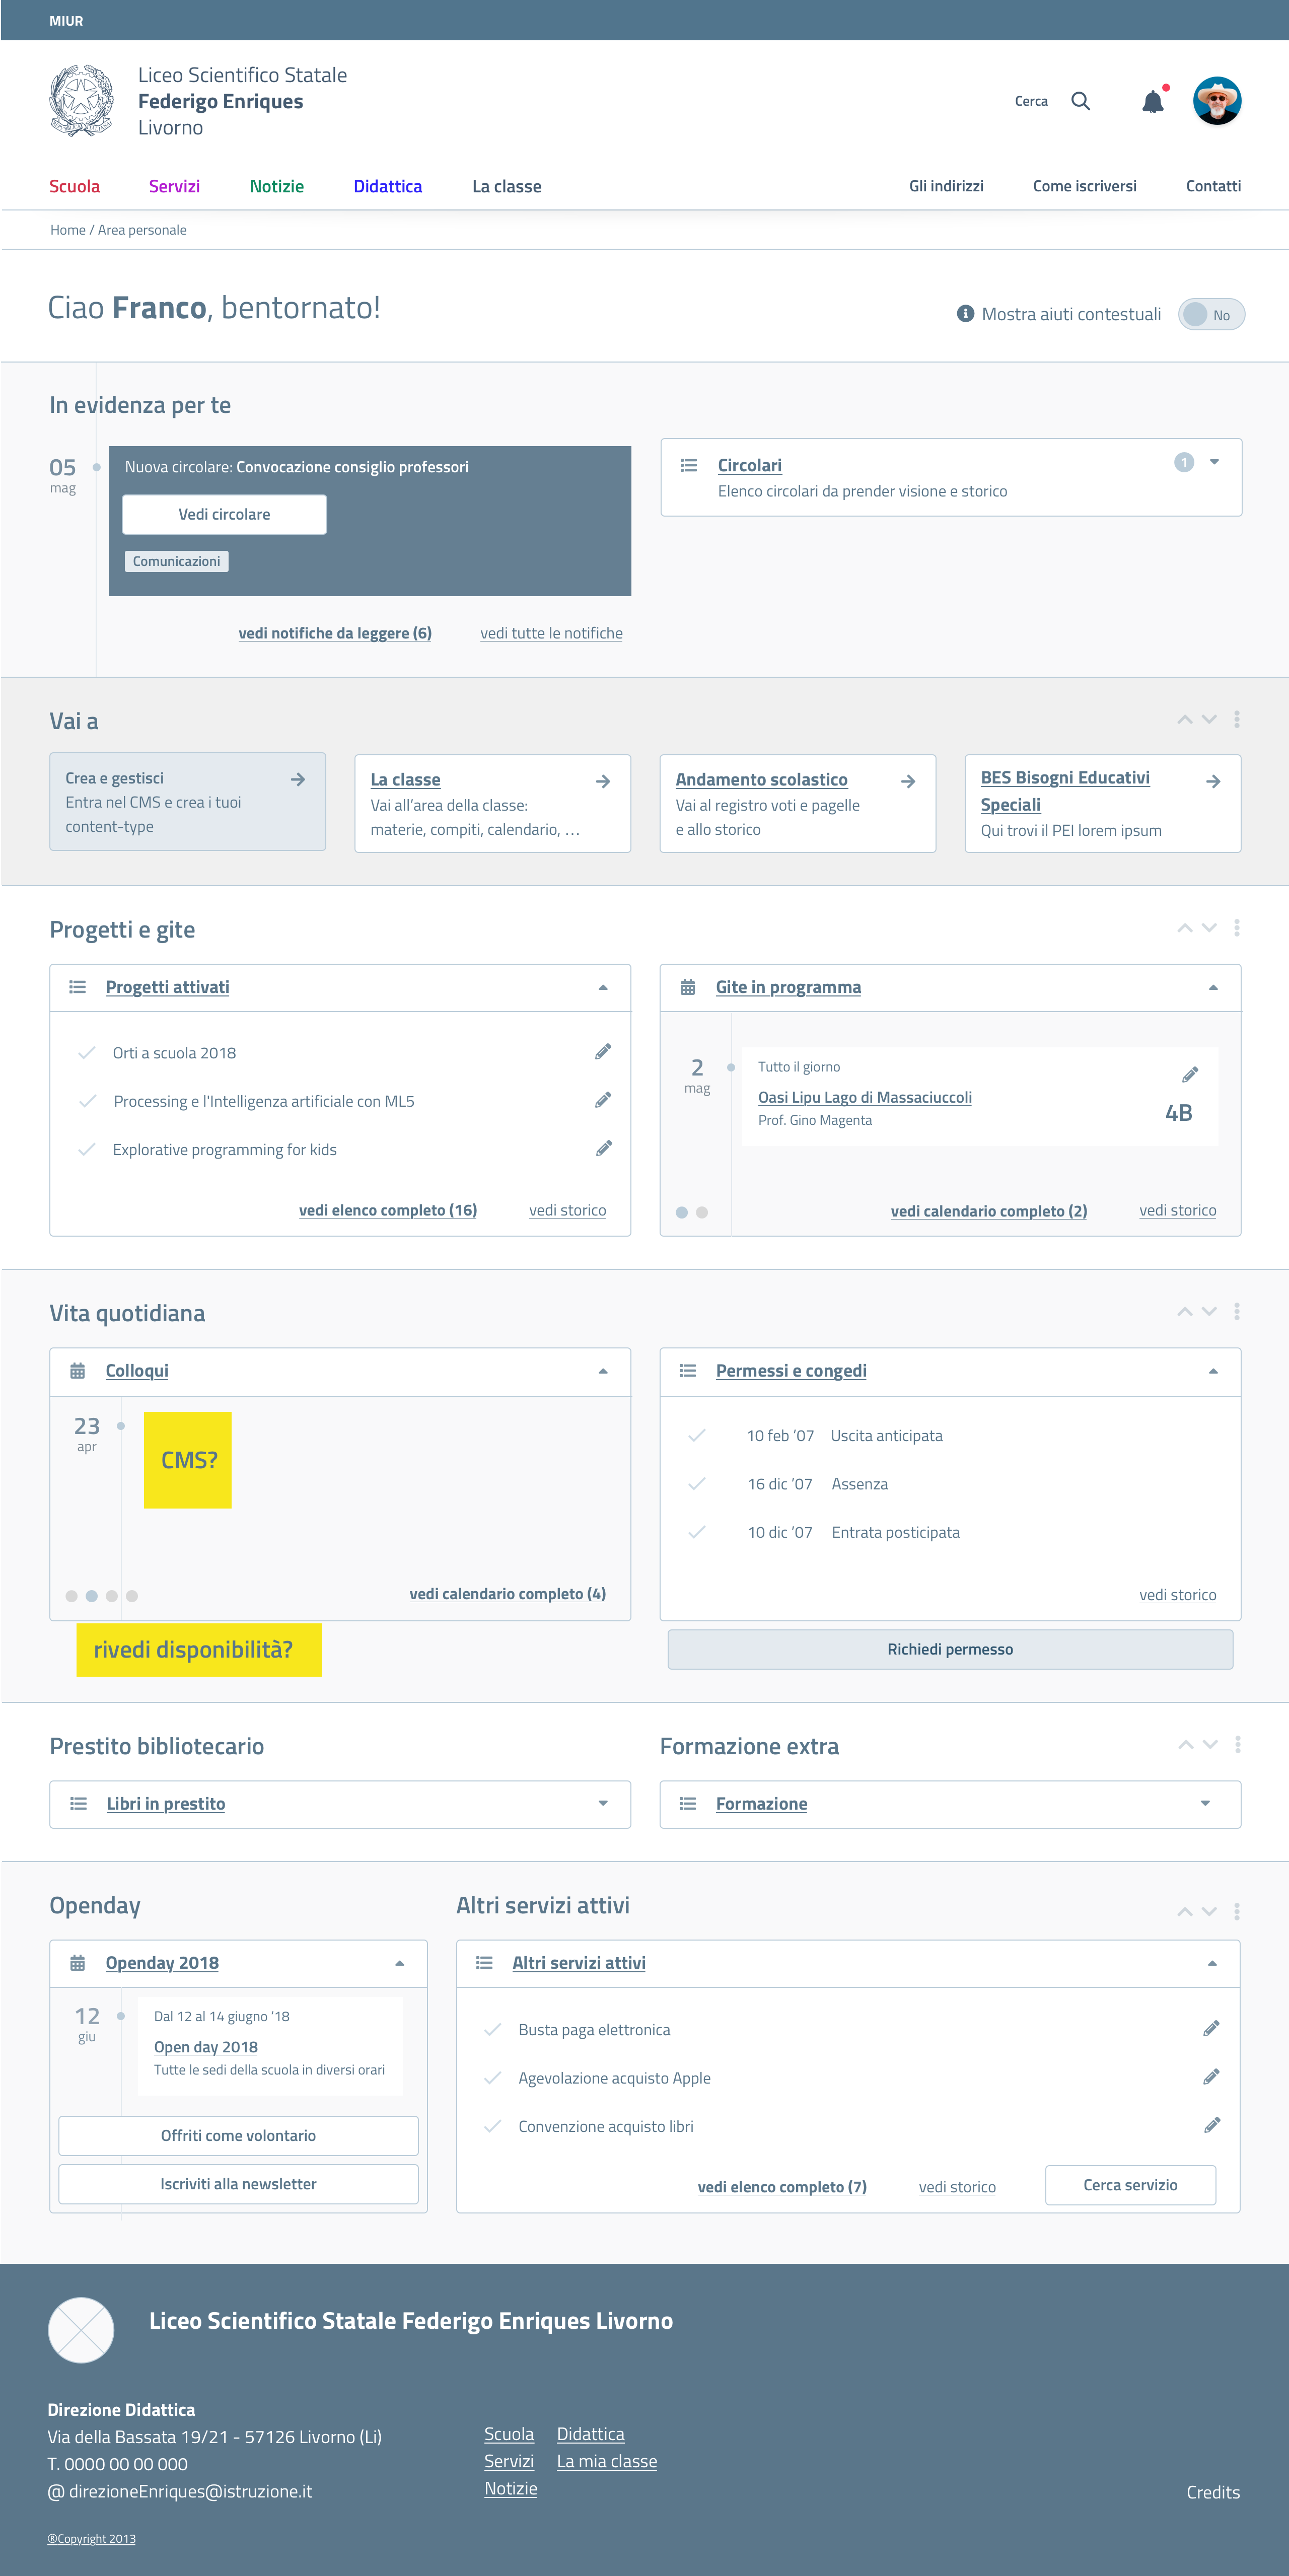 MIUR
Liceo Scientifico Statale
Federigo Enriques
Livorno
Cerca
Scuola Servizi Notizie Didattica La classe Gli indirizzi Come iscriversi Contatti
Home / Area personale
Ciao Franco, bentornato!
Mostra aiuti contestuali No
In evidenza per te
05
mag
Nuova circolare: Convocazione consiglio professori
Vedi circolare
Comunicazioni
vedi notifiche da leggere (6) vedi tutte le notifiche
Circolari 1
Elenco circolari da prender visione e storico
Vai a
Crea e gestisci
Entra nel CMS e crea i tuoi
content-type
La classe
Vai all’area della classe:
materie, compiti, calendario, …
Andamento scolastico
Vai al registro voti e pagelle
e allo storico
BES Bisogni Educativi
Speciali
Qui trovi il PEI lorem ipsum
Progetti e gite
Progetti attivati
Orti a scuola 2018
Processing e l'Intelligenza artificiale con ML5
Explorative programming for kids
vedi elenco completo (16) vedi storico
Gite in programma
2
mag
Tutto il giorno
Oasi Lipu Lago di Massaciuccoli
Prof. Gino Magenta
4B
vedi calendario completo (2) vedi storico
Vita quotidiana
Colloqui
23
apr
CMS?
vedi calendario completo (4)
rivedi disponibilità?
Permessi e congedi
10 feb ’07 Uscita anticipata
16 dic ’07 Assenza
10 dic ’07 Entrata posticipata
vedi storico
Richiedi permesso
Prestito bibliotecario
Libri in prestito
Formazione extra
Formazione
Openday
Openday 2018
12
giu
Dal 12 al 14 giugno ’18
Open day 2018
Tutte le sedi della scuola in diversi orari
Offriti come volontario
Iscriviti alla newsletter
Altri servizi attivi
Altri servizi attivi
Busta paga elettronica
Agevolazione acquisto Apple
Convenzione acquisto libri
vedi elenco completo (7) vedi storico Cerca servizio
Liceo Scientifico Statale Federigo Enriques Livorno
Direzione Didattica
Via della Bassata 19/21 - 57126 Livorno (Li)
T. 0000 00 00 000
@ direzioneEnriques@istruzione.it
Scuola Didattica
Servizi La mia classe
Notizie
Credits
®Copyright 2013